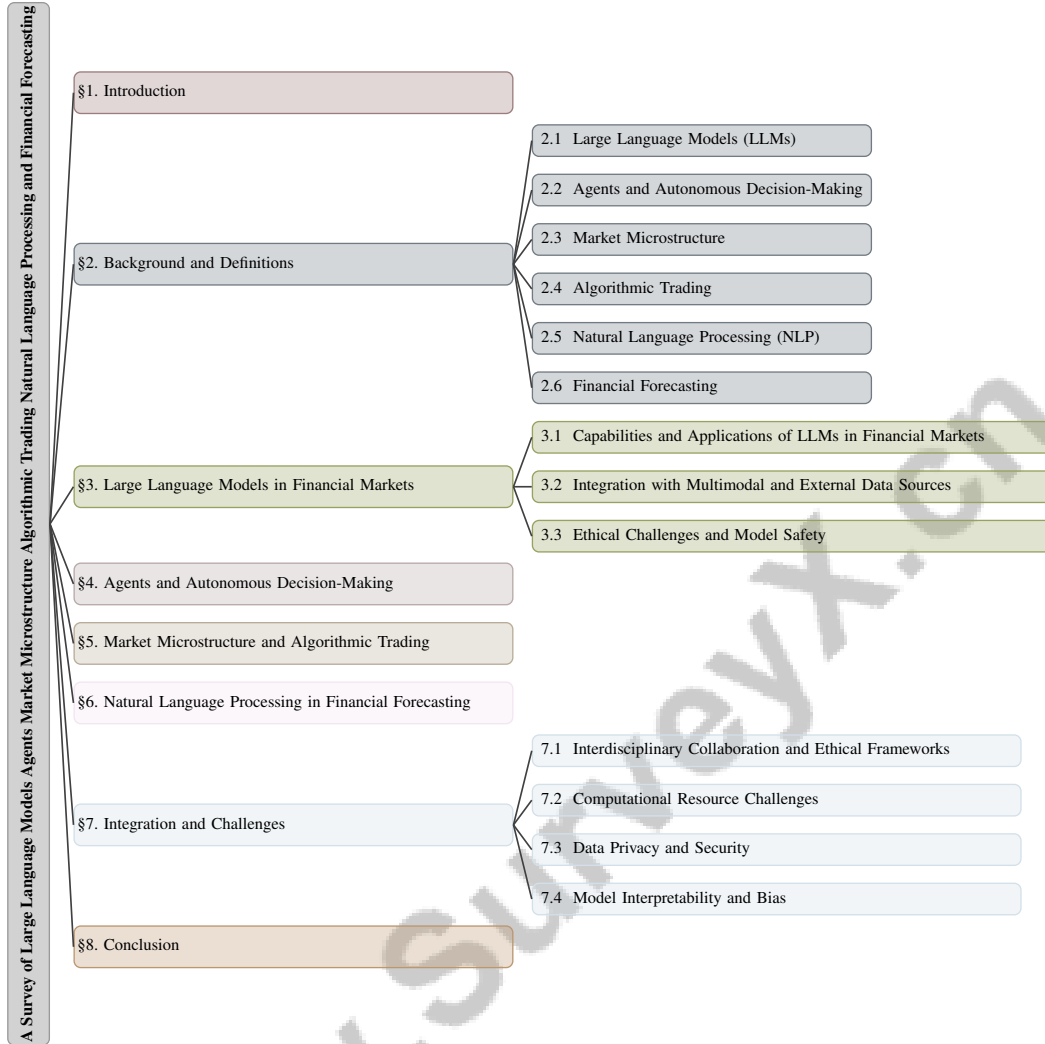 A Survey of Large Language Models Agents Market Microstructure Algorithmic Trading Natural Language Processing and Financial Forecasting
§1. Introduction
§2. Background and Definitions
2.1 Large Language Models (LLMs)
2.2 Agents and Autonomous Decision-Making
2.3 Market Microstructure
2.4 Algorithmic Trading
2.5 Natural Language Processing (NLP)
2.6 Financial Forecasting
§3. Large Language Models in Financial Markets
3.1 Capabilities and Applications of LLMs in Financial Markets
3.2 Integration with Multimodal and External Data Sources
3.3 Ethical Challenges and Model Safety
§4. Agents and Autonomous Decision-Making
§5. Market Microstructure and Algorithmic Trading
§6. Natural Language Processing in Financial Forecasting
§7. Integration and Challenges
7.1 Interdisciplinary Collaboration and Ethical Frameworks
7.2 Computational Resource Challenges
7.3 Data Privacy and Security
7.4 Model Interpretability and Bias
§8. Conclusion
.Surveyx.cn